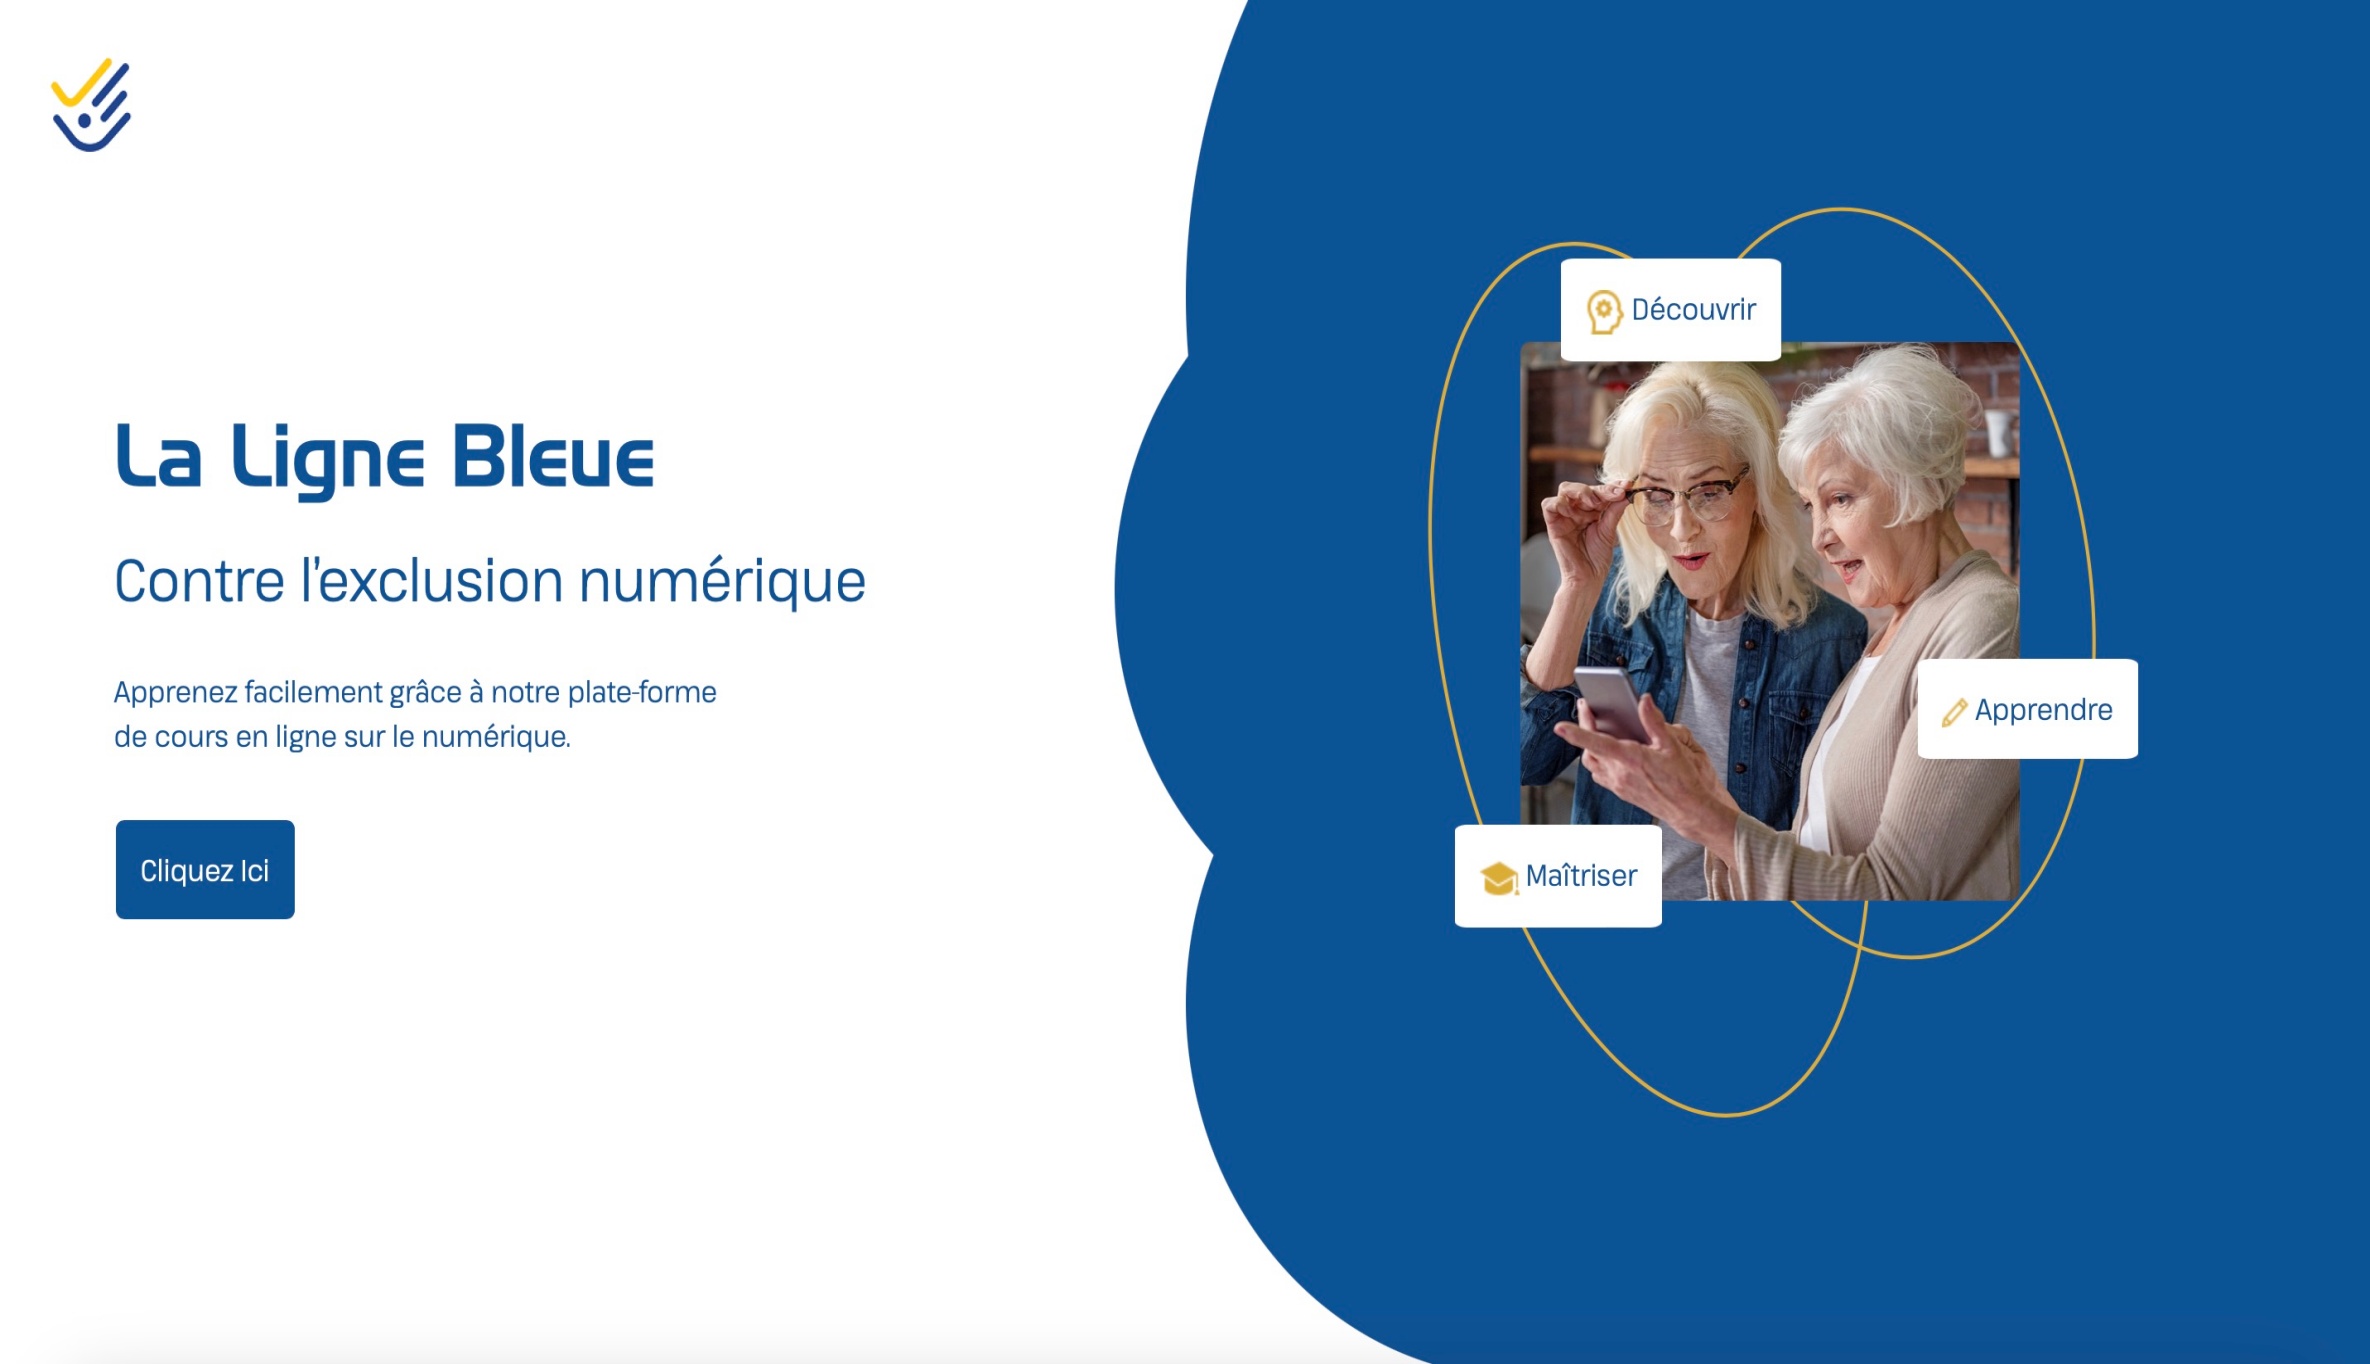 La Ligne Bleue
Contre l'exclusion numérique
Apprenez facilement grâce à notre plate-forme
de cours en ligne sur le numérique.
Cliquez Ici
Découvrir
Apprendre
Maîtriser